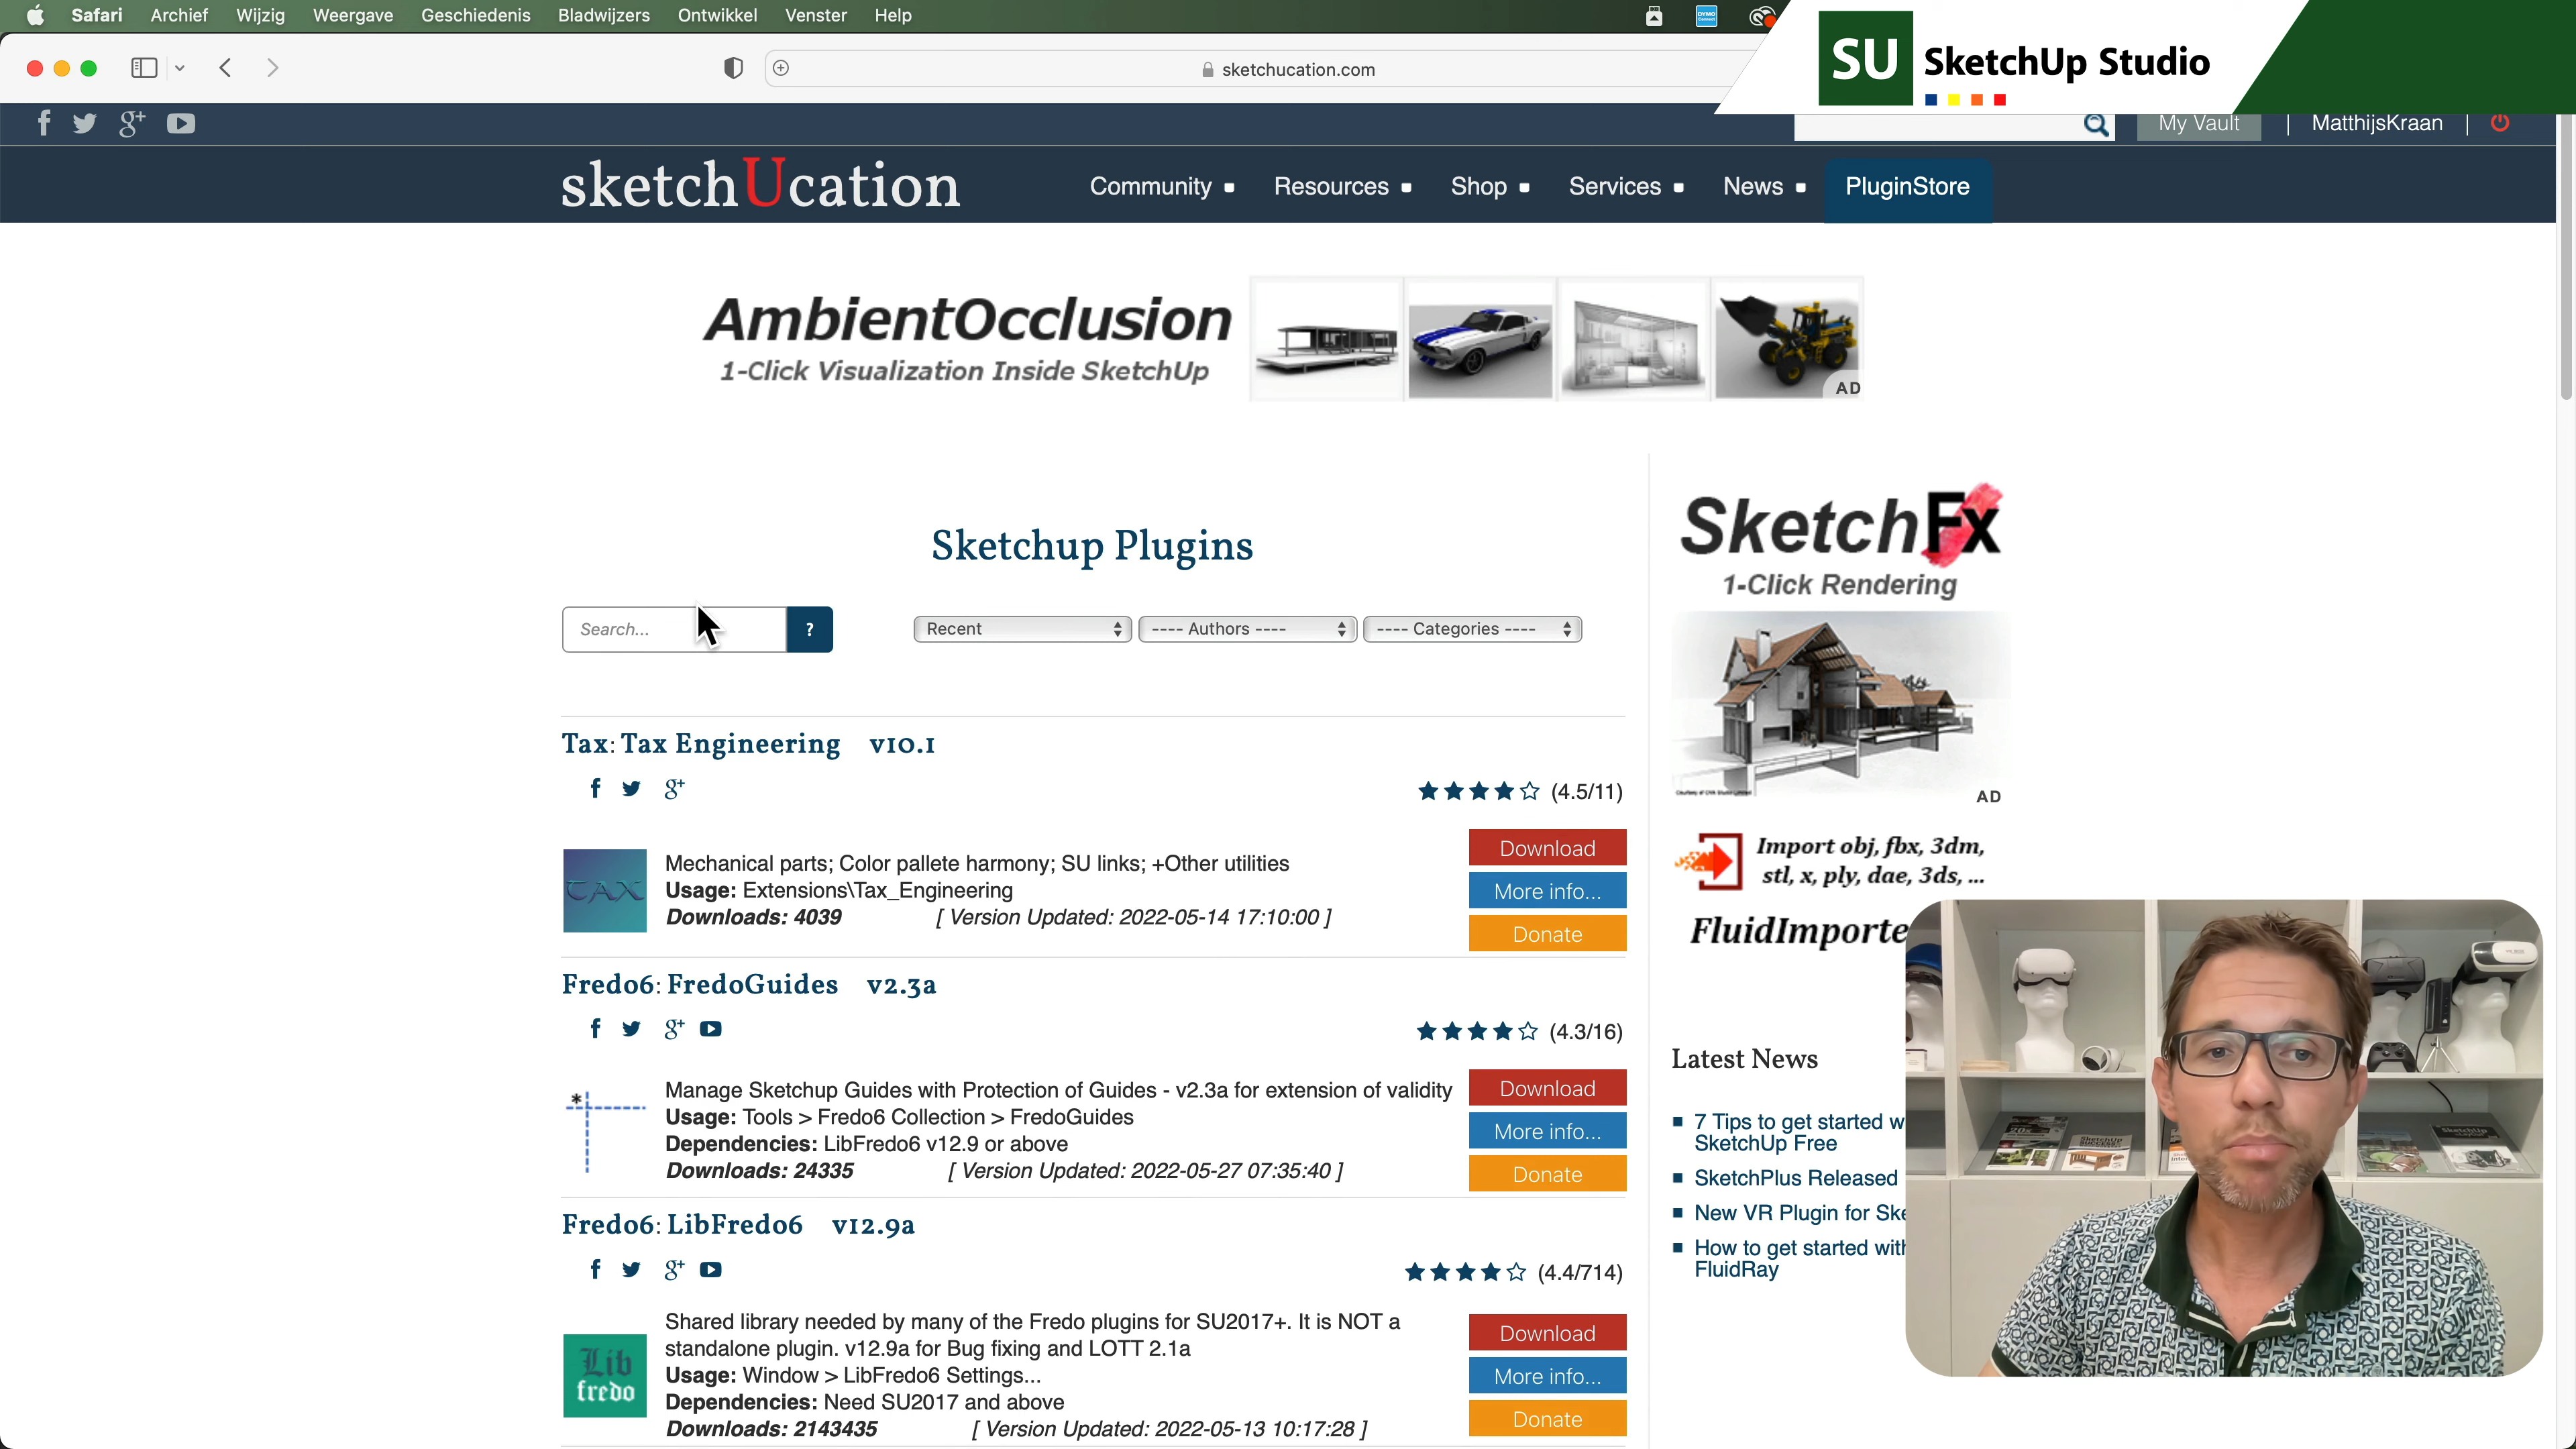 Safari Archief Wijzig Weergave Geschiedenis Bladwijzers Ontwikkel Venster Help
SU SketchUp Studio
sketchucation.com
My Vault MatthijsKraan
sketchUcation
Community Resources Shop Services News PluginStore
AmbientOcclusion
1-Click Visualization Inside SketchUp
AD
Sketchup Plugins
Search... ?
Recent ---- Authors ---- ---- Categories ----
Tax: Tax Engineering v10.1
(4.5/11)
TAX
Mechanical parts; Color pallete harmony; SU links; +Other utilities
Usage: Extensions\Tax_Engineering
Downloads: 4039 [ Version Updated: 2022-05-14 17:10:00 ]
Download
More info...
Donate
Fredo6: FredoGuides v2.3a
(4.3/16)
Manage Sketchup Guides with Protection of Guides - v2.3a for extension of validity
Usage: Tools > Fredo6 Collection > FredoGuides
Dependencies: LibFredo6 v12.9 or above
Downloads: 24335 [ Version Updated: 2022-05-27 07:35:40 ]
Download
More info...
Donate
Fredo6: LibFredo6 v12.9a
(4.4/714)
Lib
fredo
Shared library needed by many of the Fredo plugins for SU2017+. It is NOT a
standalone plugin. v12.9a for Bug fixing and LOTT 2.1a
Usage: Window > LibFredo6 Settings...
Dependencies: Need SU2017 and above
Downloads: 2143435 [ Version Updated: 2022-05-13 10:17:28 ]
Download
More info...
Donate
SketchFx
1-Click Rendering
AD
Import obj, fbx, 3dm,
stl, x, ply, dae, 3ds, ...
FluidImporte
Latest News
7 Tips to get started w
SketchUp Free
SketchPlus Released
New VR Plugin for Ske
How to get started with
FluidRay